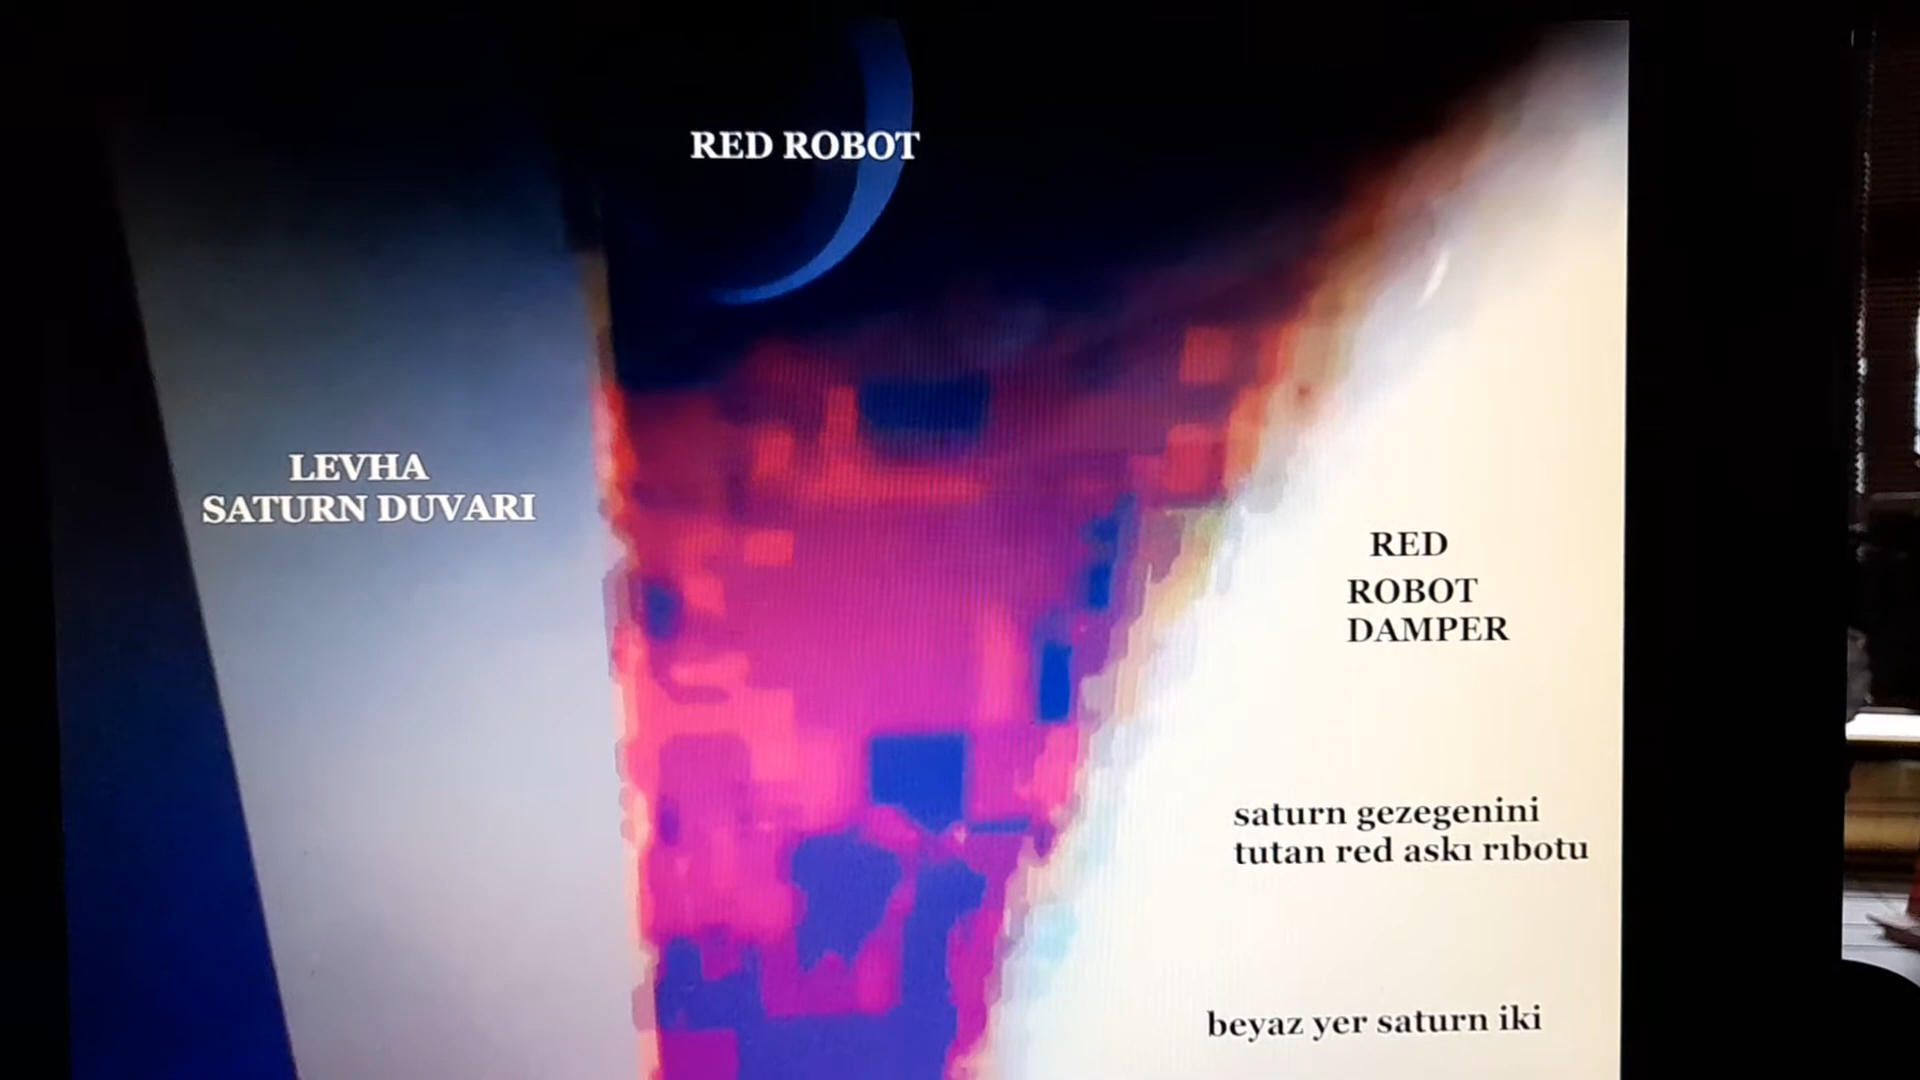 RED ROBOT
LEVHA
SATURN DUVARI
RED
ROBOT
DAMPER
saturn gezegenini
tutan red askı rıbotu
beyaz yer saturn iki